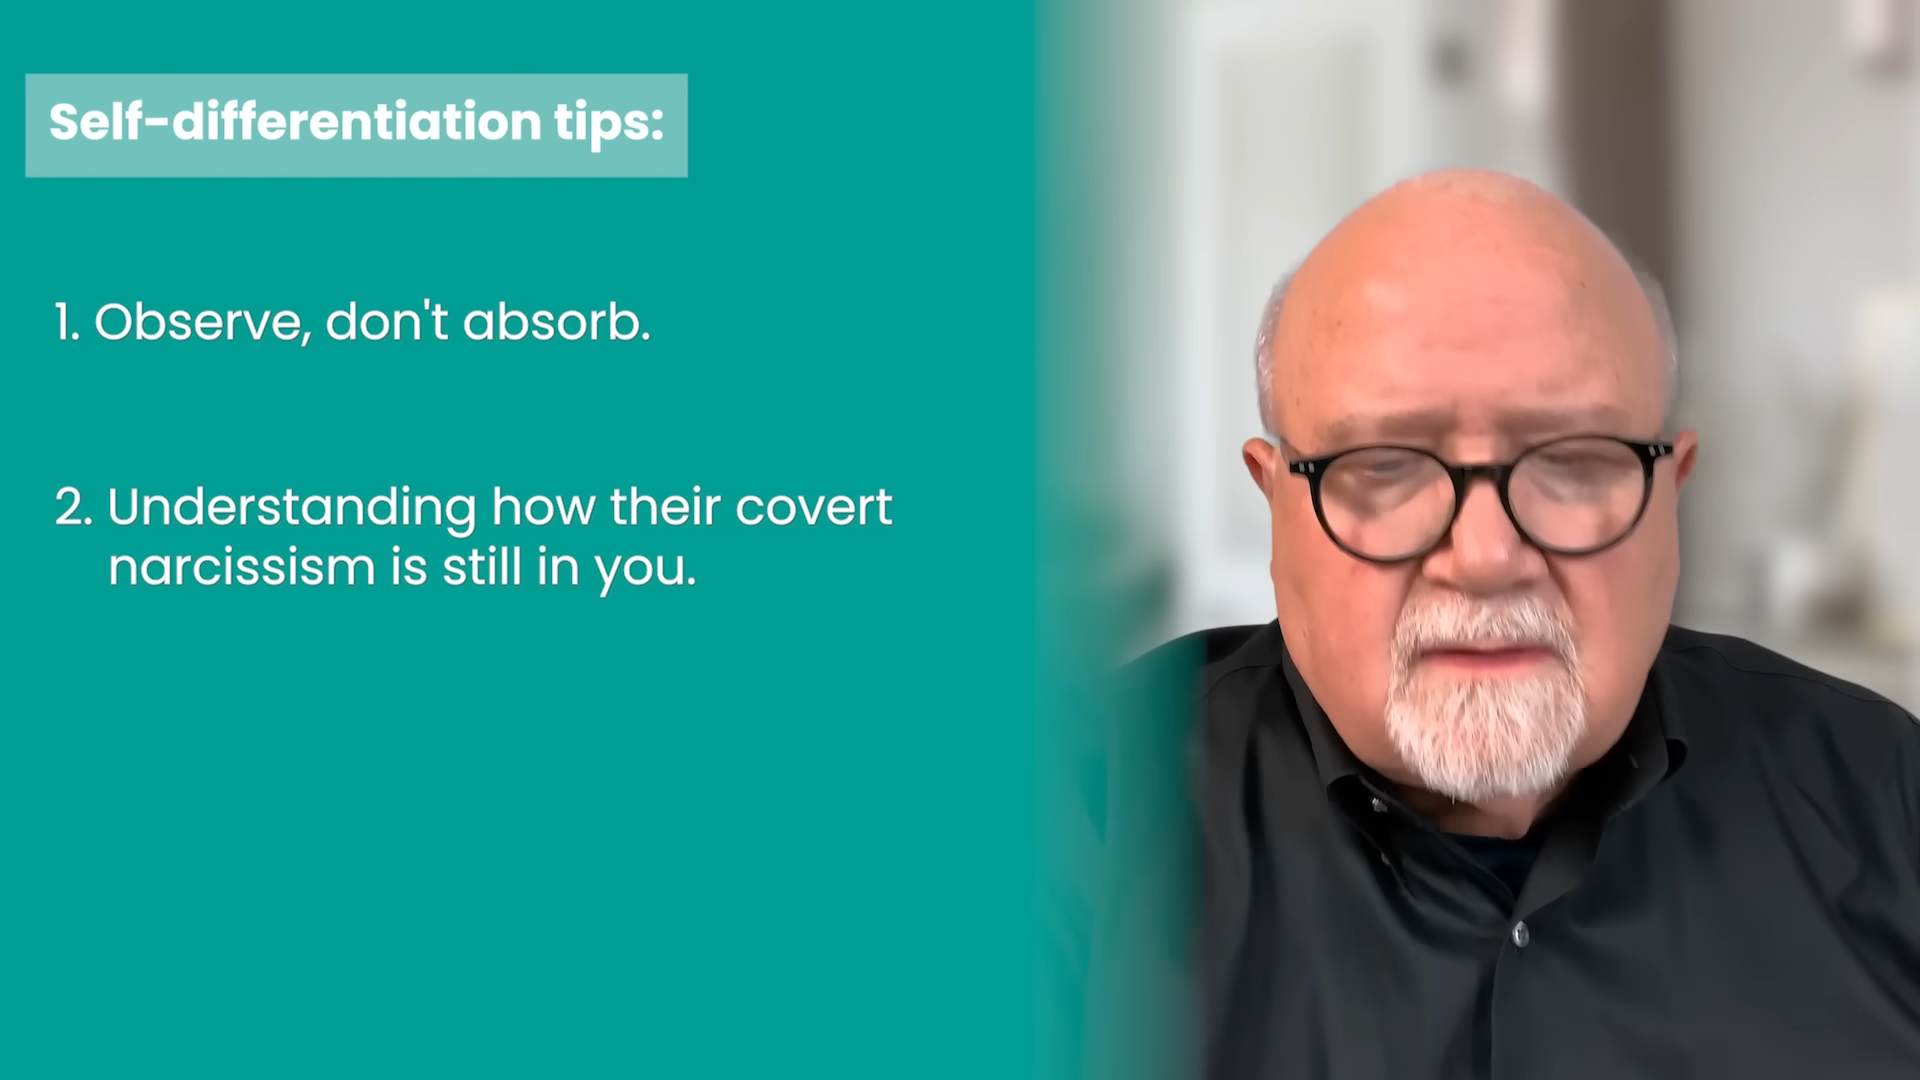 Self-differentiation tips:
1. Observe, don't absorb.
2. Understanding how their covert
narcissism is still in you.